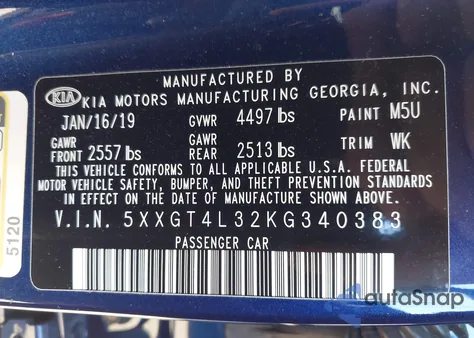 MANUFACTURED BY
KIA KIA MOTORS MANUFACTURING GEORGIA, INC.
JAN/16/19 GVWR 4497 lbs PAINT M5U
GAWR FRONT 2557 lbs GAWR REAR 2513 lbs TRIM WK
THIS VEHICLE CONFORMS TO ALL APPLICABLE U.S.A. FEDERAL
MOTOR VEHICLE SAFETY, BUMPER, AND THEFT PREVENTION STANDARDS
IN EFFECT ON THE DATE OF MANUFACTURE SHOWN ABOVE.
V.I.N. 5XXGT4L32KG340383
PASSENGER CAR
5120
autoSnap